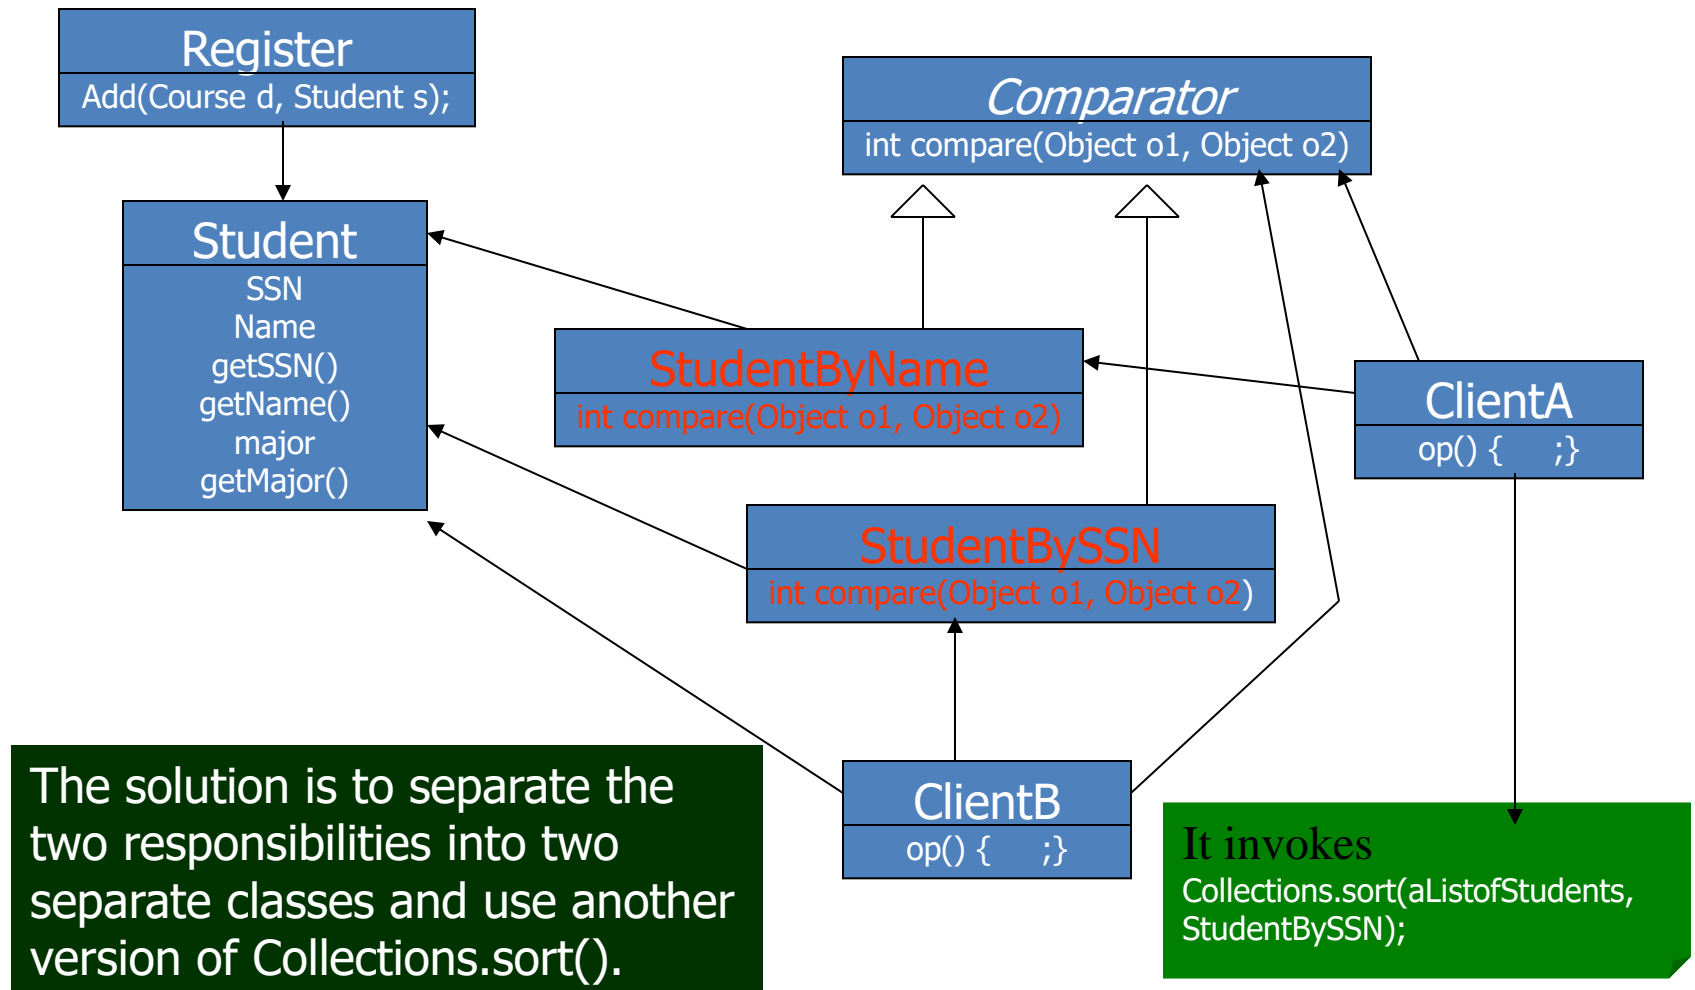 Register
Add(Course d, Student s);
Comparator
int compare(Object o1, Object o2)
Student
SSN
Name
getSSN()
getName()
major
getMajor()
StudentByName
int compare(Object o1, Object o2)
ClientA
op() { ;}
StudentBySSN
int compare(Object o1, Object o2)
ClientB
op() { ;}
The solution is to separate the
two responsibilities into two
separate classes and use another
version of Collections.sort().
It invokes
Collections.sort(aListofStudents,
StudentBySSN);